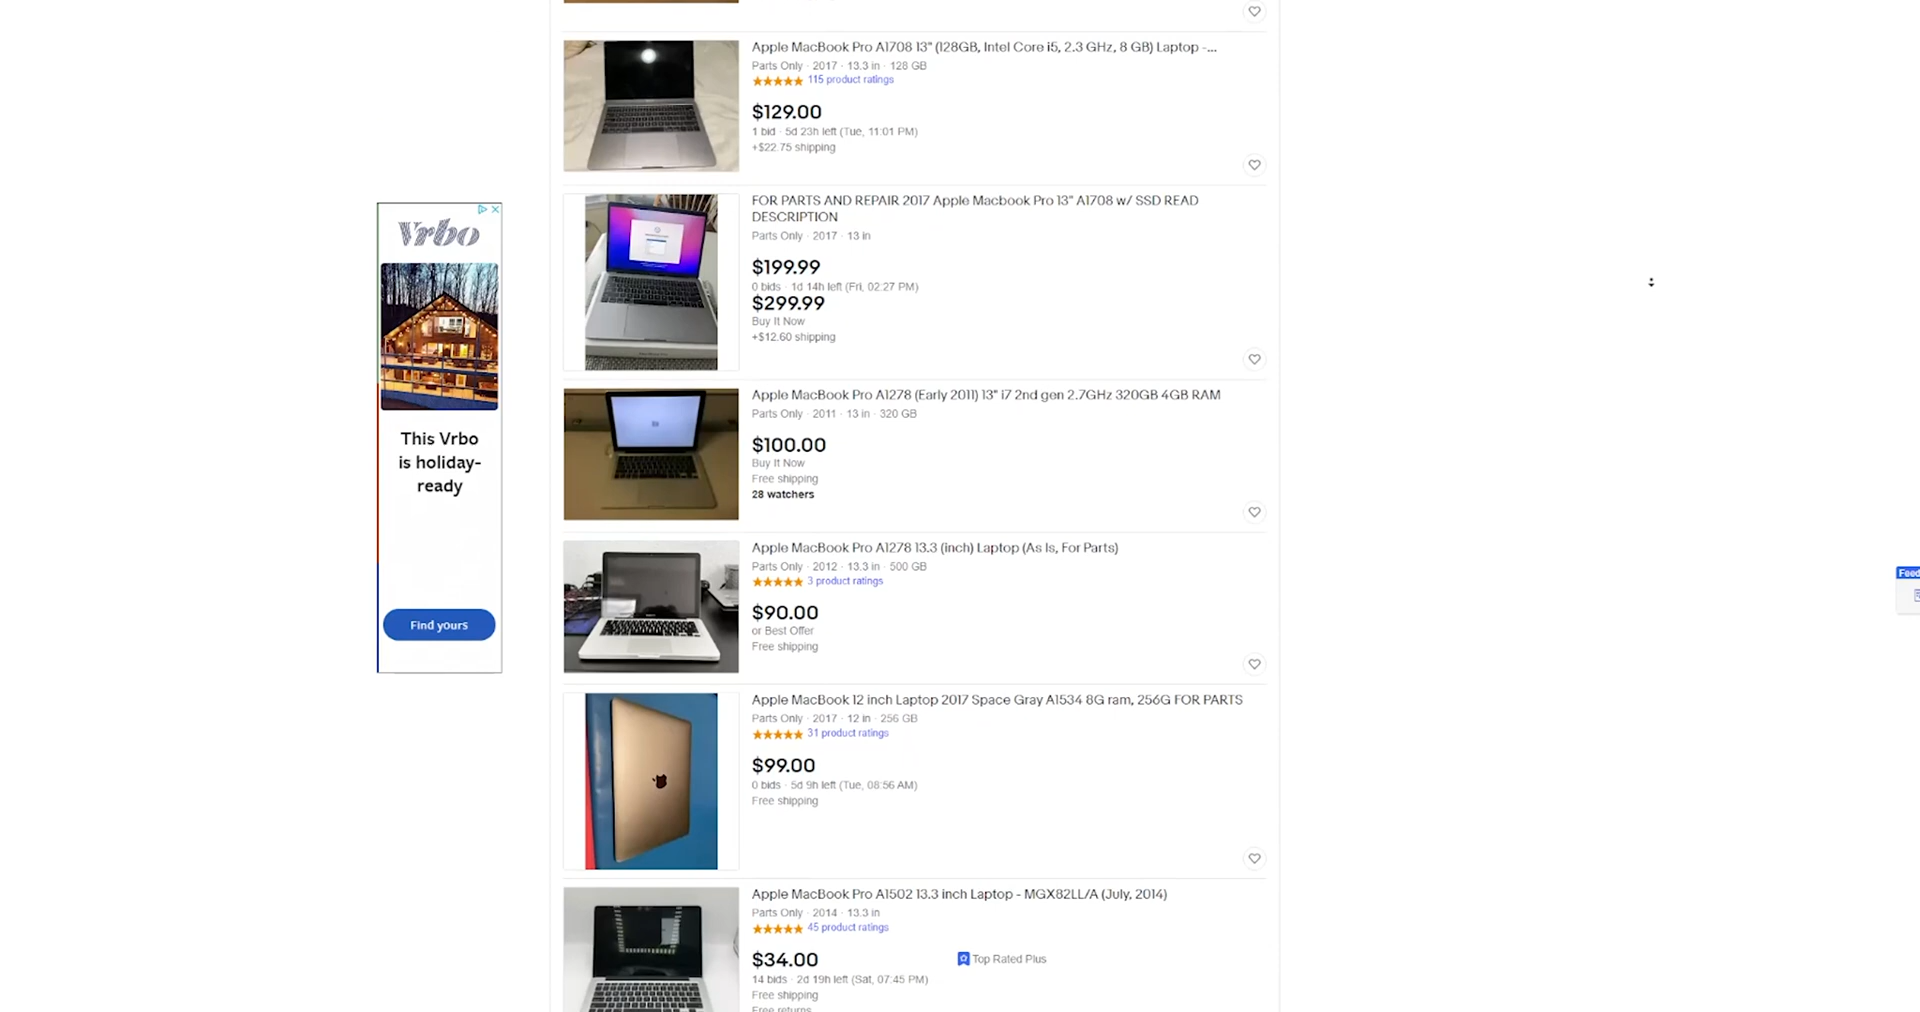 Apple MacBook Pro A1708 13" (128GB, Intel Core i5, 2.3 GHz, 8 GB) Laptop -...
Parts Only · 2017 · 13.3 in · 128 GB
115 product ratings
$129.00
1 bid · 5d 23h left (Tue, 11:01 PM)
+$22.75 shipping
FOR PARTS AND REPAIR 2017 Apple Macbook Pro 13" A1708 w/ SSD READ
DESCRIPTION
Parts Only · 2017 · 13 in
$199.99
0 bids · 1d 14h left (Fri, 02:27 PM)
$299.99
Buy It Now
+$12.60 shipping
Vrbo
This Vrbo
is holiday-
ready
Find yours
Apple MacBook Pro A1278 (Early 2011) 13" i7 2nd gen 2.7GHz 320GB 4GB RAM
Parts Only · 2011 · 13 in · 320 GB
$100.00
Buy It Now
Free shipping
28 watchers
Apple MacBook Pro A1278 13.3 (inch) Laptop (As Is, For Parts)
Parts Only · 2012 · 13.3 in · 500 GB
3 product ratings
$90.00
or Best Offer
Free shipping
Feed
Apple MacBook 12 inch Laptop 2017 Space Gray A1534 8G ram, 256G FOR PARTS
Parts Only · 2017 · 12 in · 256 GB
31 product ratings
$99.00
0 bids · 5d 9h left (Tue, 08:56 AM)
Free shipping
Apple MacBook Pro A1502 13.3 inch Laptop - MGX82LL/A (July, 2014)
Parts Only · 2014 · 13.3 in
45 product ratings
$34.00
Top Rated Plus
14 bids · 2d 19h left (Sat, 07:45 PM)
Free shipping
Free returns